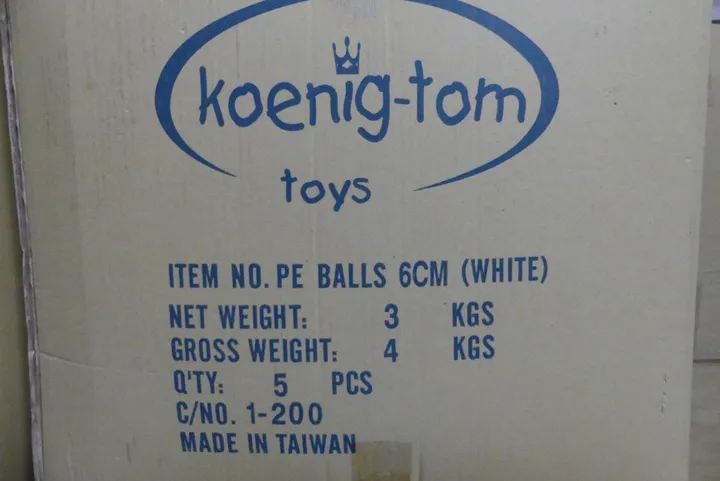 koenig-tom
toys
ITEM NO. PE BALLS 6CM (WHITE)
NET WEIGHT: 3 KGS
GROSS WEIGHT: 4 KGS
Q'TY: 5 PCS
C/NO. 1-200
MADE IN TAIWAN